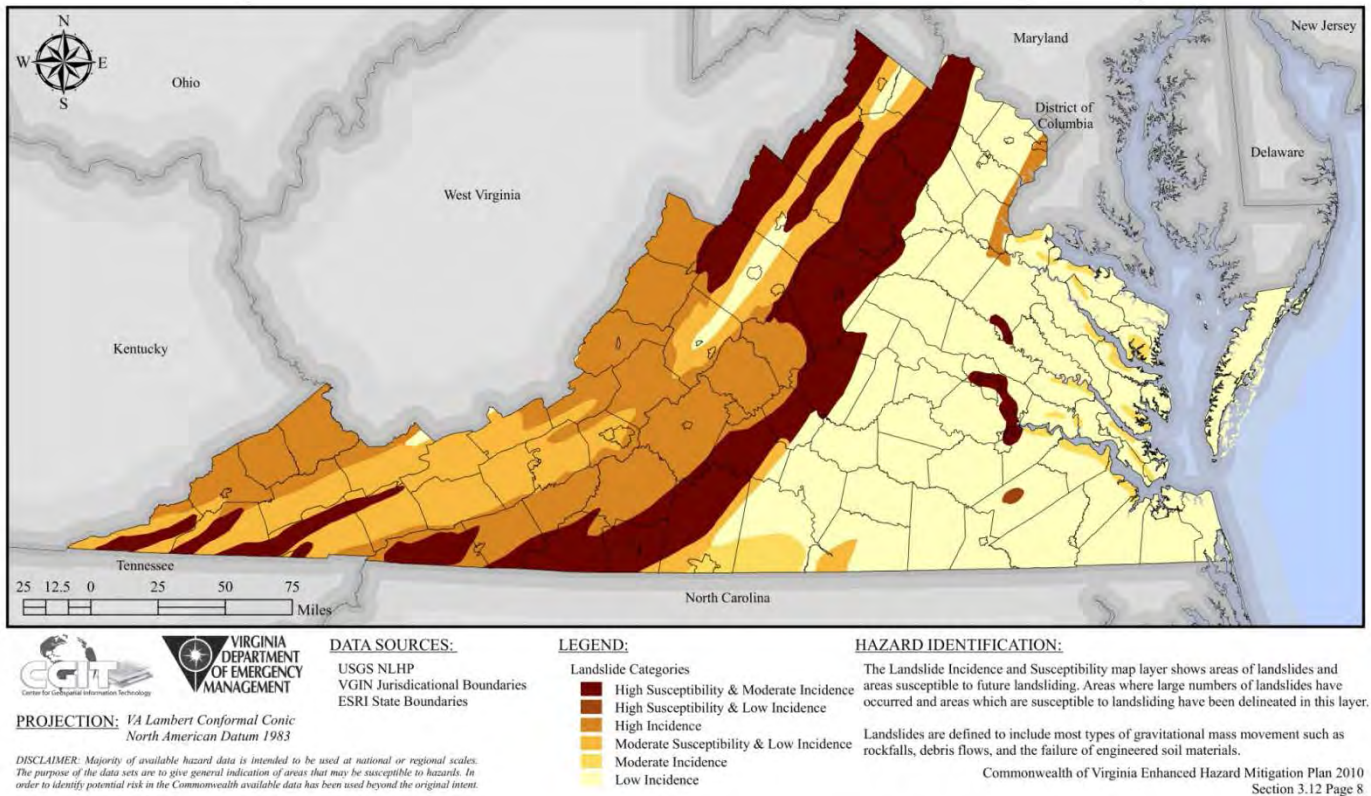 N
W E
S
Ohio
West Virginia
Kentucky
Tennessee
North Carolina
Maryland
District of
Columbia
Delaware
New Jersey
25 12.5 0 25 50 75
Miles
CGIT
Center for Geospatial Information Technology
VIRGINIA
DEPARTMENT
OF EMERGENCY
MANAGEMENT
PROJECTION: VA Lambert Conformal Conic
North American Datum 1983
DISCLAIMER: Majority of available hazard data is intended to be used at national or regional scales.
The purpose of the data sets are to give general indication of areas that may be susceptible to hazards. In
order to identify potential risk in the Commonwealth available data has been used beyond the original intent.
DATA SOURCES:
USGS NLHP
VGIN Jurisdicational Boundaries
ESRI State Boundaries
LEGEND:
Landslide Categories
High Susceptibility & Moderate Incidence
High Susceptibility & Low Incidence
High Incidence
Moderate Susceptibility & Low Incidence
Moderate Incidence
Low Incidence
HAZARD IDENTIFICATION:
The Landslide Incidence and Susceptibility map layer shows areas of landslides and
areas susceptible to future landsliding. Areas where large numbers of landslides have
occurred and areas which are susceptible to landsliding have been delineated in this layer.
Landslides are defined to include most types of gravitational mass movement such as
rockfalls, debris flows, and the failure of engineered soil materials.
Commonwealth of Virginia Enhanced Hazard Mitigation Plan 2010
Section 3.12 Page 8